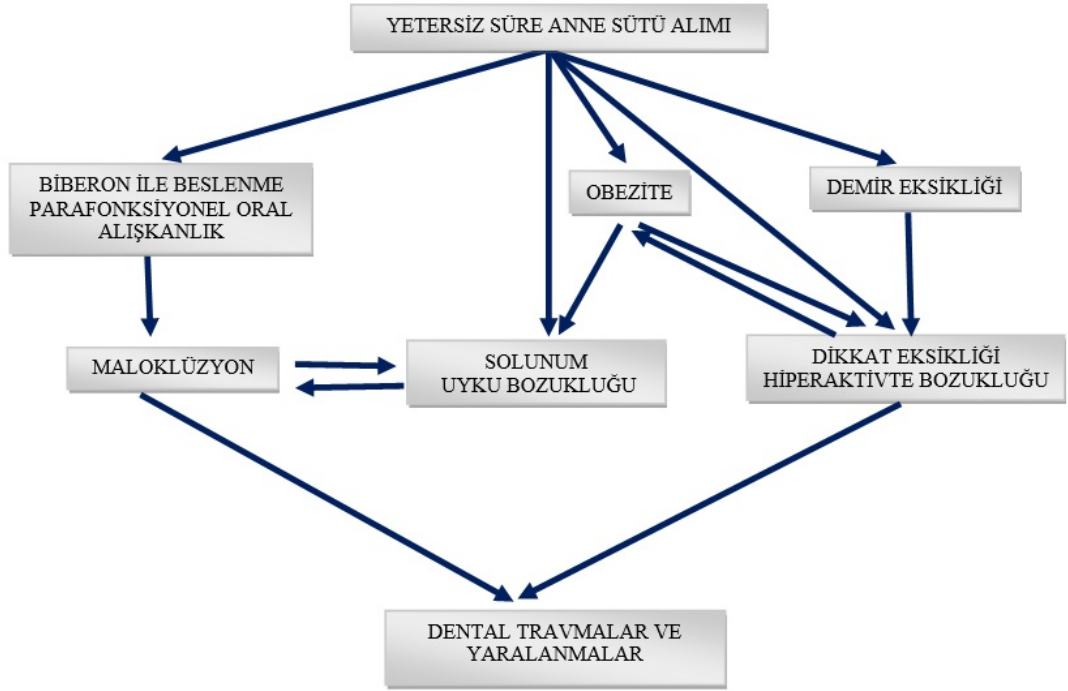 YETERSİZ SÜRE ANNE SÜTÜ ALIMI
BİBERON İLE BESLENME
PARAFONKSİYONEL ORAL
ALIŞKANLIK
OBEZİTE
DEMİR EKSİKLİĞİ
MALOKLÜZYON
SOLUNUM
UYKU BOZUKLUĞU
DİKKAT EKSİKLİĞİ
HİPERAKTİVTE BOZUKLUĞU
DENTAL TRAVMALAR VE
YARALANMALAR